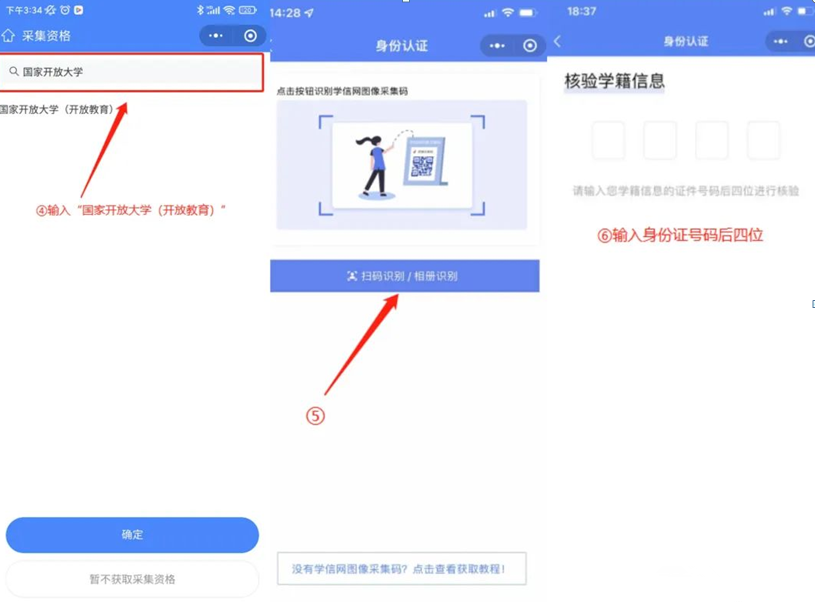 下午3:34
采集资格
国家开放大学
国家开放大学（开放教育）
④输入“国家开放大学（开放教育）”
确定
暂不获取采集资格
14:28
身份认证
点击按钮识别学信网图像采集码
扫码识别 / 相册识别
⑤
没有学信网图像采集码？点击查看获取教程！
18:37
身份认证
核验学籍信息
请输入您学籍信息的证件号码后四位进行核验
⑥输入身份证号码后四位